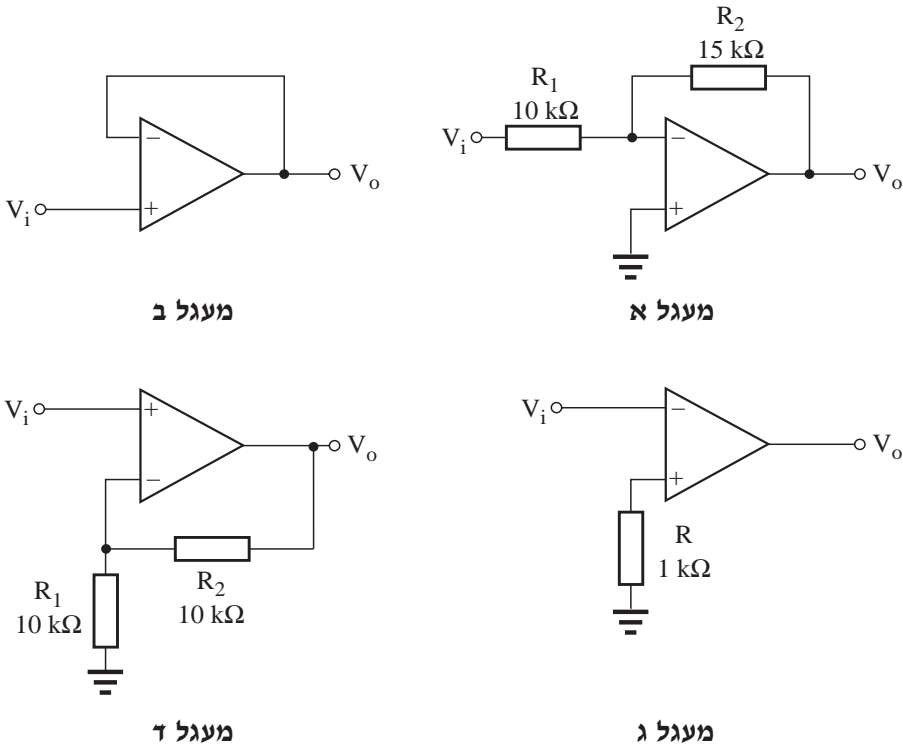 R₂
15 kΩ
R₁
10 kΩ
Vᵢ
−
+
Vₒ
מעגל א
−
Vᵢ
+
Vₒ
מעגל ב
Vᵢ
−
+
Vₒ
R
1 kΩ
מעגל ג
Vᵢ
+
−
Vₒ
R₁
10 kΩ
R₂
10 kΩ
מעגל ד